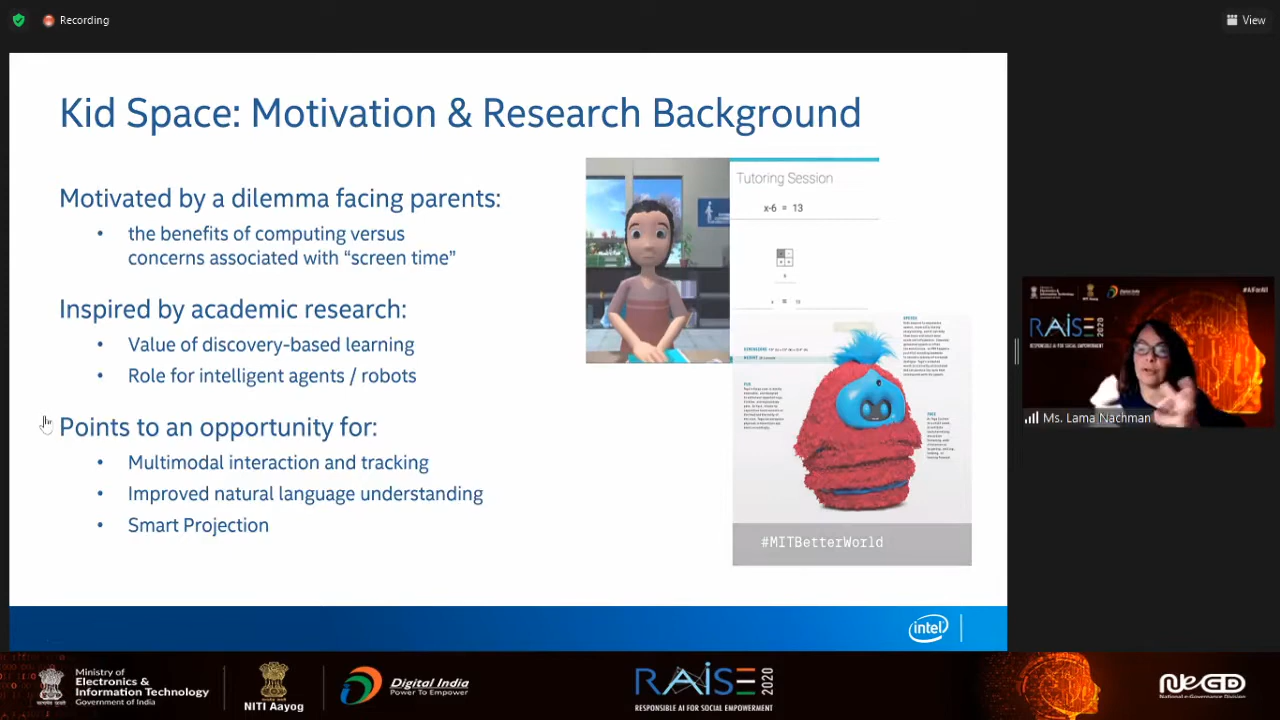 Recording
View
Kid Space: Motivation & Research Background
Motivated by a dilemma facing parents:
• the benefits of computing versus
concerns associated with “screen time”
Inspired by academic research:
• Value of discovery-based learning
• Role for intelligent agents / robots
Points to an opportunity for:
• Multimodal interaction and tracking
• Improved natural language understanding
• Smart Projection
Tutoring Session
x-6 = 13
#MITBetterWorld
intel
Digital India
#AIForAll
RAISE 2020
RESPONSIBLE AI FOR SOCIAL EMPOWERMENT
Ms. Lama Nachman
Ministry of
Electronics &
Information Technology
Government of India
NITI Aayog
Digital India
Power To Empower
RAISE 2020
RESPONSIBLE AI FOR SOCIAL EMPOWERMENT
NeGD
National e-Governance Division